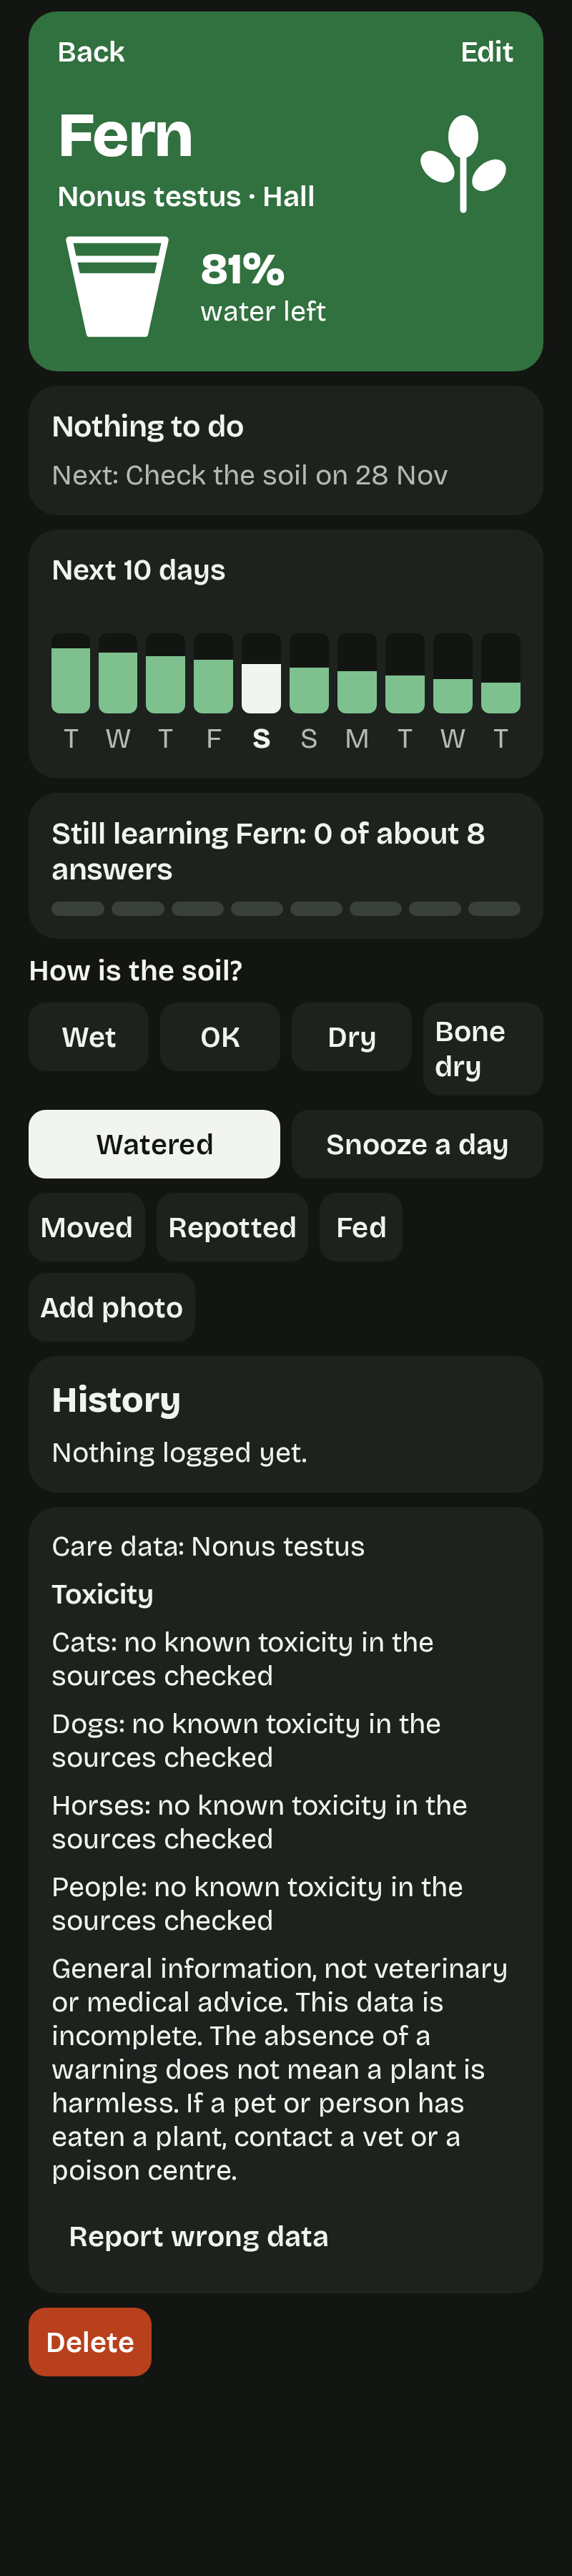 Back
Edit
Fern
Nonus testus · Hall
81%
water left
Nothing to do
Next: Check the soil on 28 Nov
Next 10 days
T W T F S S M T W T
Still learning Fern: 0 of about 8
answers
How is the soil?
Wet
OK
Dry
Bone
dry
Watered
Snooze a day
Moved
Repotted
Fed
Add photo
History
Nothing logged yet.
Care data: Nonus testus
Toxicity
Cats: no known toxicity in the
sources checked
Dogs: no known toxicity in the
sources checked
Horses: no known toxicity in the
sources checked
People: no known toxicity in the
sources checked
General information, not veterinary
or medical advice. This data is
incomplete. The absence of a
warning does not mean a plant is
harmless. If a pet or person has
eaten a plant, contact a vet or a
poison centre.
Report wrong data
Delete